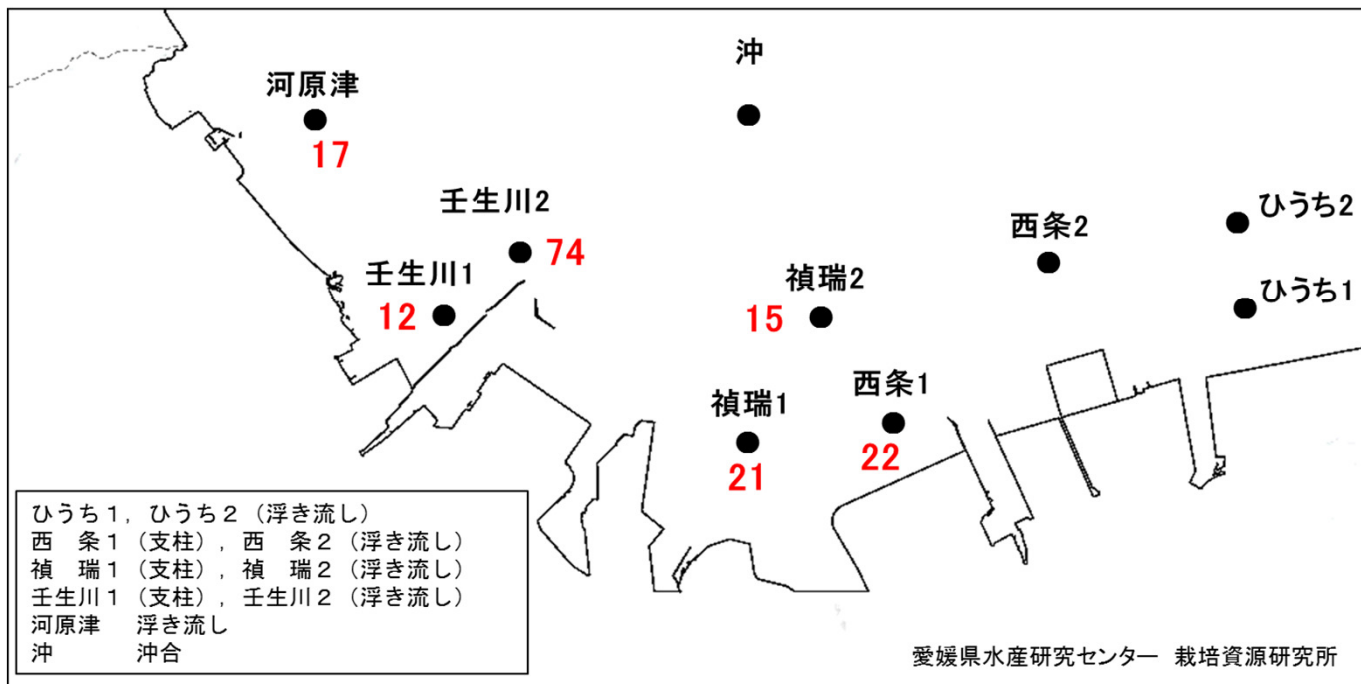 沖
河原津
17
壬生川2
74
ひうち2
西条2
壬生川1
12
禎瑞2
15
ひうち1
西条1
22
禎瑞1
21
ひうち1，ひうち2（浮き流し）
西　条1（支柱），西　条2（浮き流し）
禎　瑞1（支柱），禎　瑞2（浮き流し）
壬生川1（支柱），壬生川2（浮き流し）
河原津　浮き流し
沖　　　沖合
愛媛県水産研究センター 栽培資源研究所